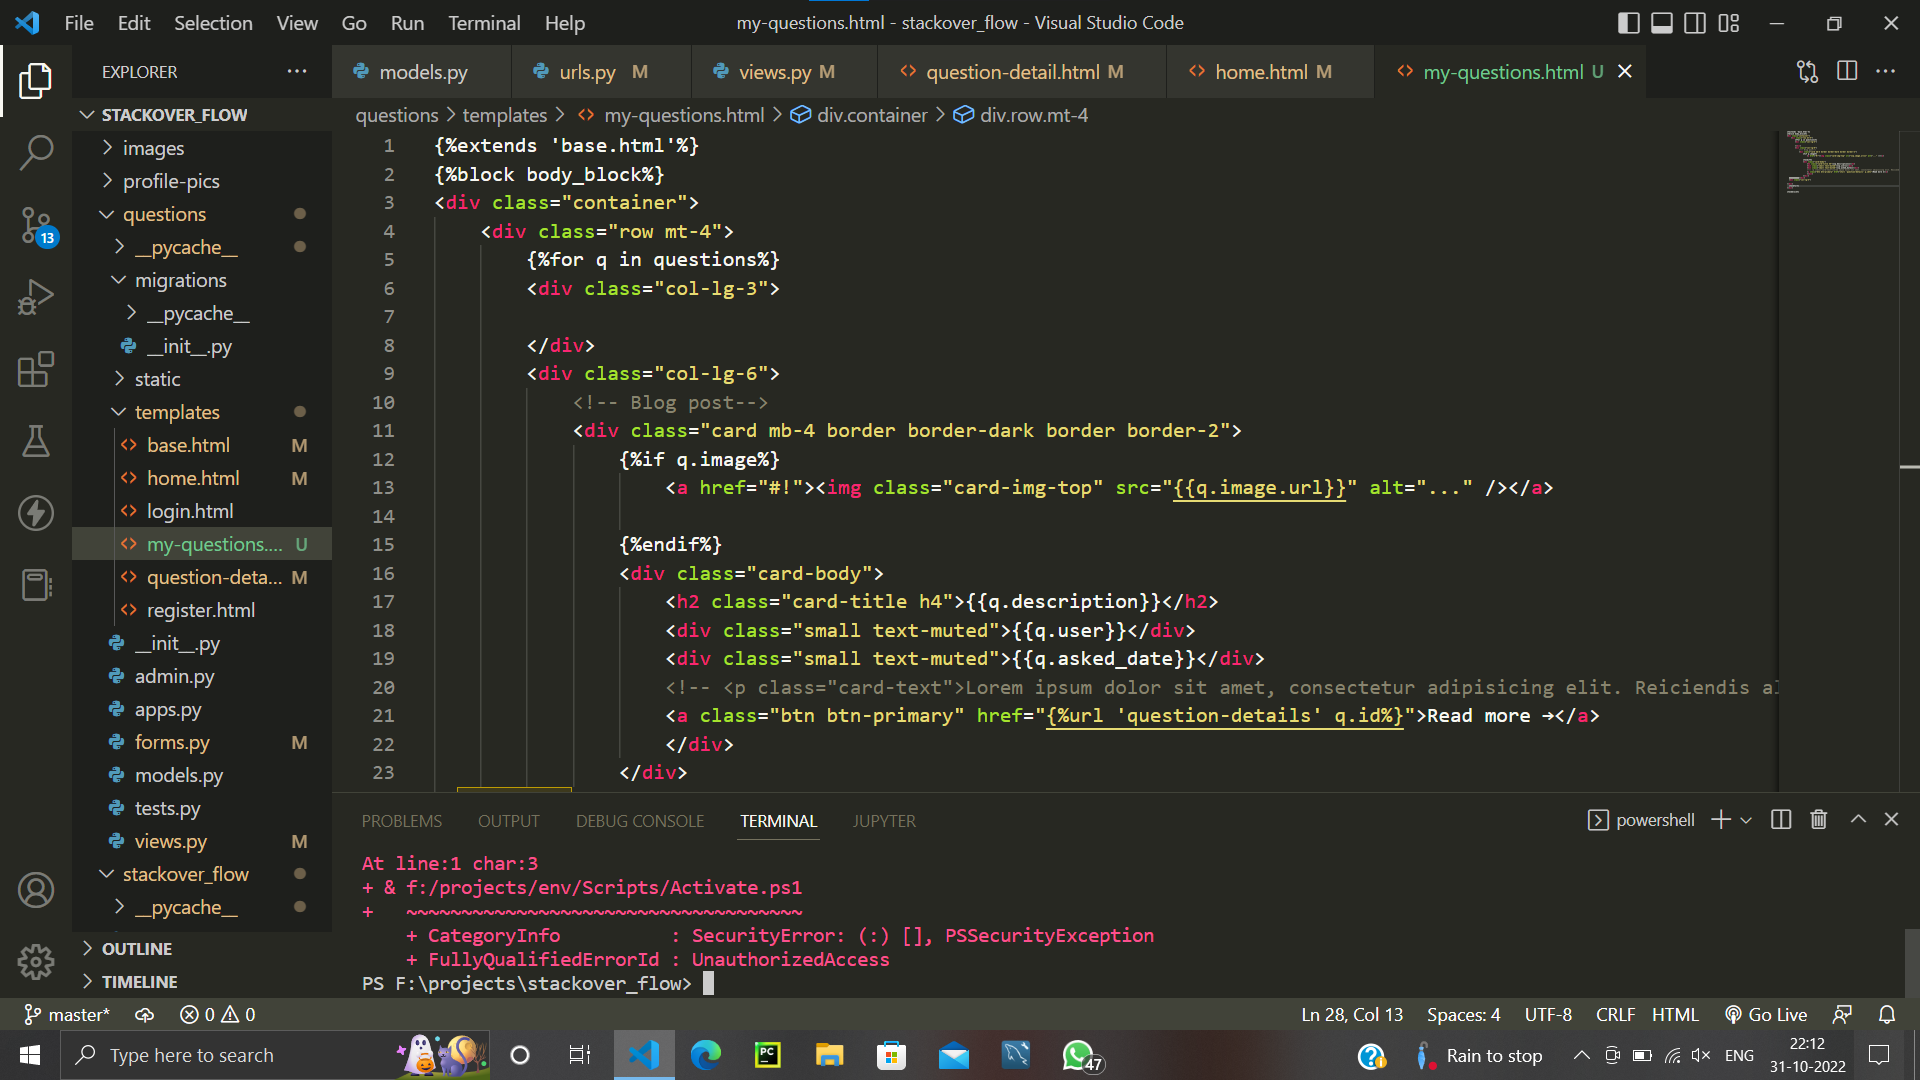 File Edit Selection View Go Run Terminal Help
my-questions.html - stackover_flow - Visual Studio Code
EXPLORER
models.py
urls.py M
views.py M
question-detail.html M
home.html M
my-questions.html U
STACKOVER_FLOW
images
profile-pics
questions
__pycache__
migrations
__pycache__
__init__.py
static
templates
base.html M
home.html M
login.html
my-questions.... U
question-deta... M
register.html
__init__.py
admin.py
apps.py
forms.py M
models.py
tests.py
views.py M
stackover_flow
__pycache__
OUTLINE
TIMELINE
13
questions > templates > my-questions.html > div.container > div.row.mt-4
1 {%extends 'base.html'%}
2 {%block body_block%}
3 <div class="container">
4 <div class="row mt-4">
5 {%for q in questions%}
6 <div class="col-lg-3">
7
8 </div>
9 <div class="col-lg-6">
10 <!-- Blog post-->
11 <div class="card mb-4 border border-dark border border-2">
12 {%if q.image%}
13 <a href="#!"><img class="card-img-top" src="{{q.image.url}}" alt="..." /></a>
14
15 {%endif%}
16 <div class="card-body">
17 <h2 class="card-title h4">{{q.description}}</h2>
18 <div class="small text-muted">{{q.user}}</div>
19 <div class="small text-muted">{{q.asked_date}}</div>
20 <!-- <p class="card-text">Lorem ipsum dolor sit amet, consectetur adipisicing elit. Reiciendis al
21 <a class="btn btn-primary" href="{%url 'question-details' q.id%}">Read more →</a>
22 </div>
23 </div>
PROBLEMS OUTPUT DEBUG CONSOLE TERMINAL JUPYTER
powershell
At line:1 char:3
+ & f:/projects/env/Scripts/Activate.ps1
+ ~~~~~~~~~~~~~~~~~~~~~~~~~~~~~~~~~~~~
+ CategoryInfo : SecurityError: (:) [], PSSecurityException
+ FullyQualifiedErrorId : UnauthorizedAccess
PS F:\projects\stackover_flow>
master* 0 0
Ln 28, Col 13 Spaces: 4 UTF-8 CRLF HTML Go Live
Type here to search
PC
47
Rain to stop
ENG
22:12
31-10-2022